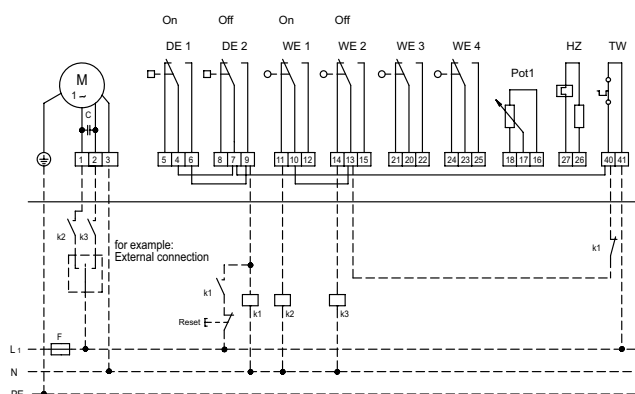 On Off On Off
DE 1 DE 2 WE 1 WE 2 WE 3 WE 4 HZ TW
Pot1
M
1 ~
C
1 2 3 5 4 6 8 7 9 11 10 12 14 13 15 21 20 22 24 23 25 18 17 16 27 26 40 41
k2 k3
for example:
External connection
k1
k1
Reset
k1 k2 k3
F
L1
N
PE